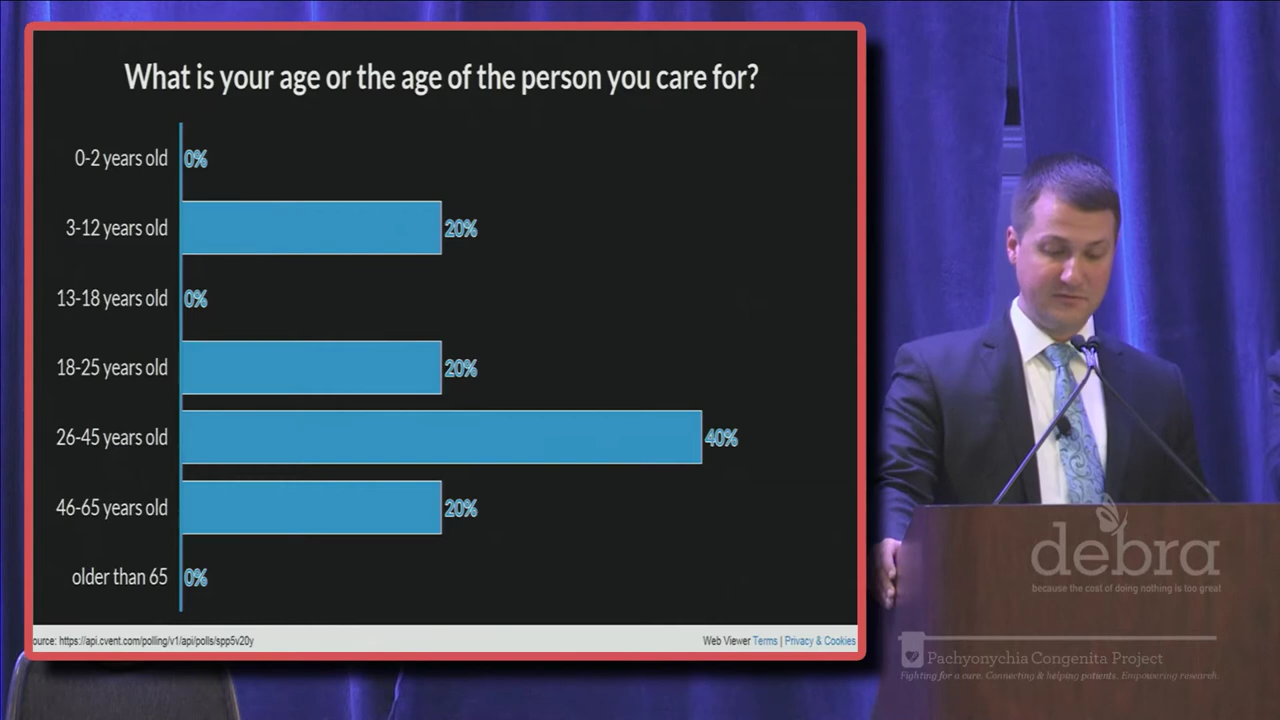 What is your age or the age of the person you care for?
0-2 years old 0%
3-12 years old 20%
13-18 years old 0%
18-25 years old 20%
26-45 years old 40%
46-65 years old 20%
older than 65 0%
ource: https://api.cvent.com/polling/v1/api/polls/spp5v20y
Web Viewer Terms | Privacy & Cookies
debra
because the cost of doing nothing is too great
Pachyonychia Congenita Project
Fighting for a cure. Connecting & helping patients. Empowering research.